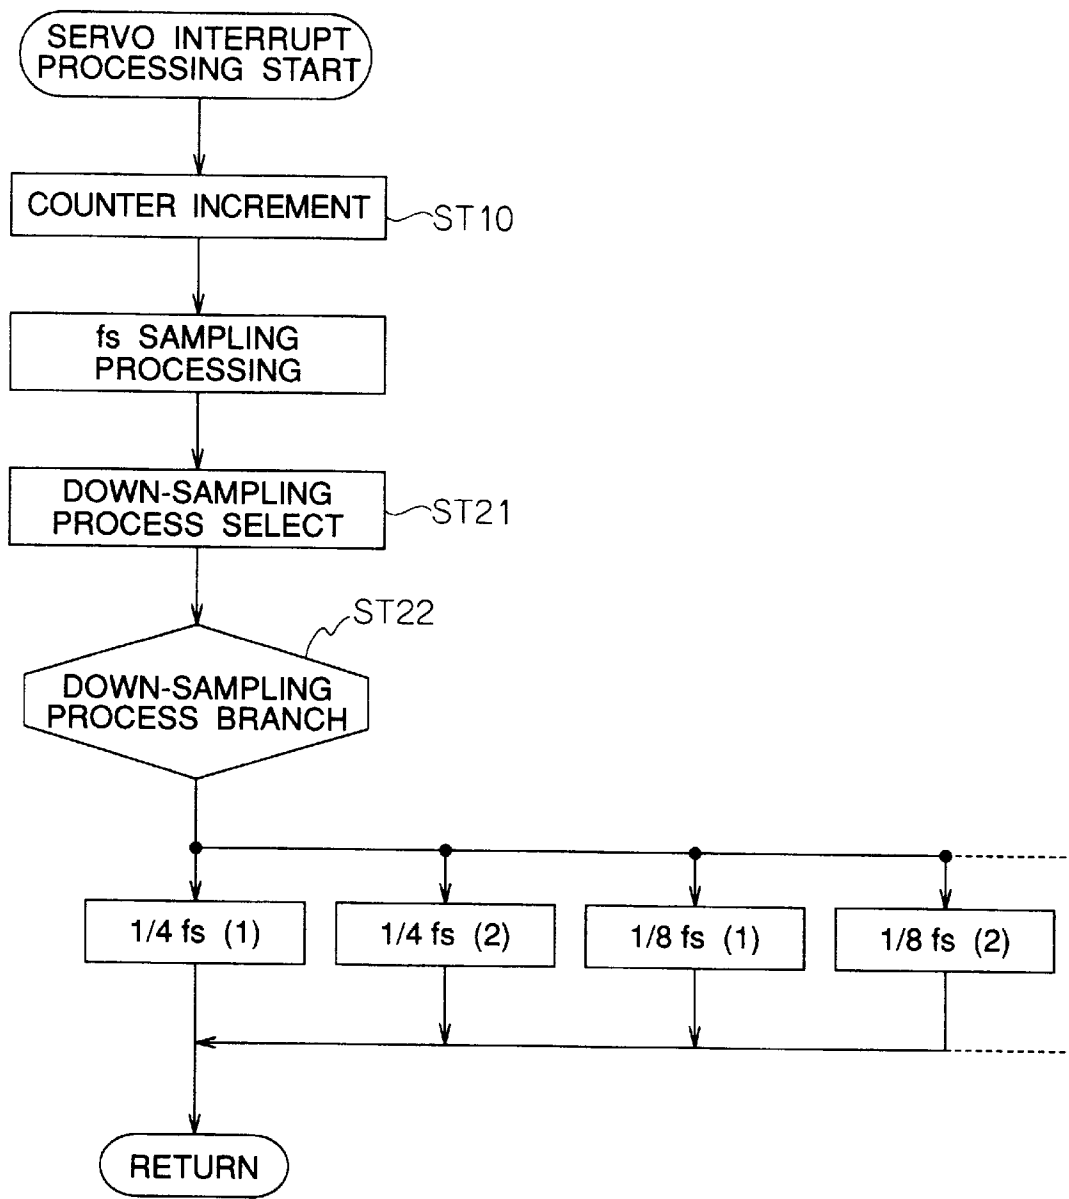 SERVO INTERRUPT
PROCESSING START
COUNTER INCREMENT
ST10
fs SAMPLING
PROCESSING
DOWN-SAMPLING
PROCESS SELECT
ST21
ST22
DOWN-SAMPLING
PROCESS BRANCH
1/4 fs (1)
1/4 fs (2)
1/8 fs (1)
1/8 fs (2)
RETURN